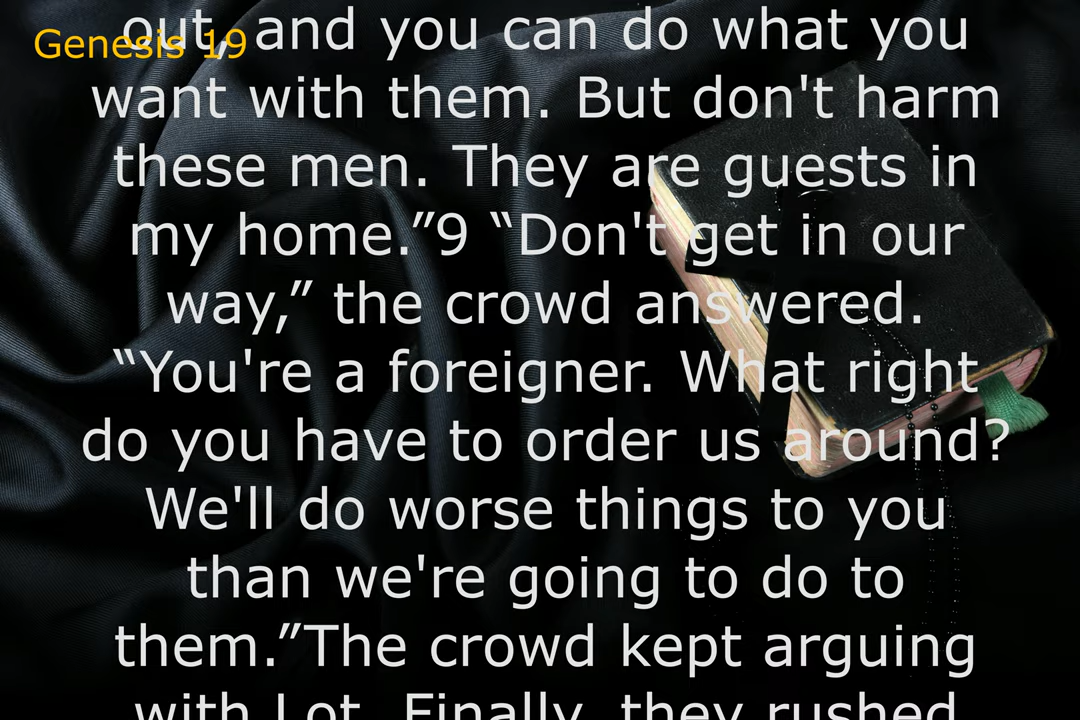 Genesis 19
out, and you can do what you
want with them. But don't harm
these men. They are guests in
my home.”9 “Don't get in our
way,” the crowd answered.
“You're a foreigner. What right
do you have to order us around?
We'll do worse things to you
than we're going to do to
them.”The crowd kept arguing
with Lot. Finally, they rushed